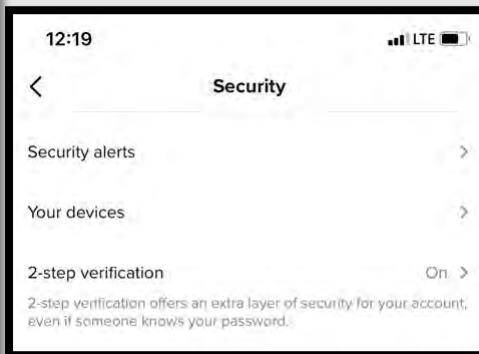 12:19
LTE
Security
Security alerts
Your devices
2-step verification On
2-step verification offers an extra layer of security for your account,
even if someone knows your password.